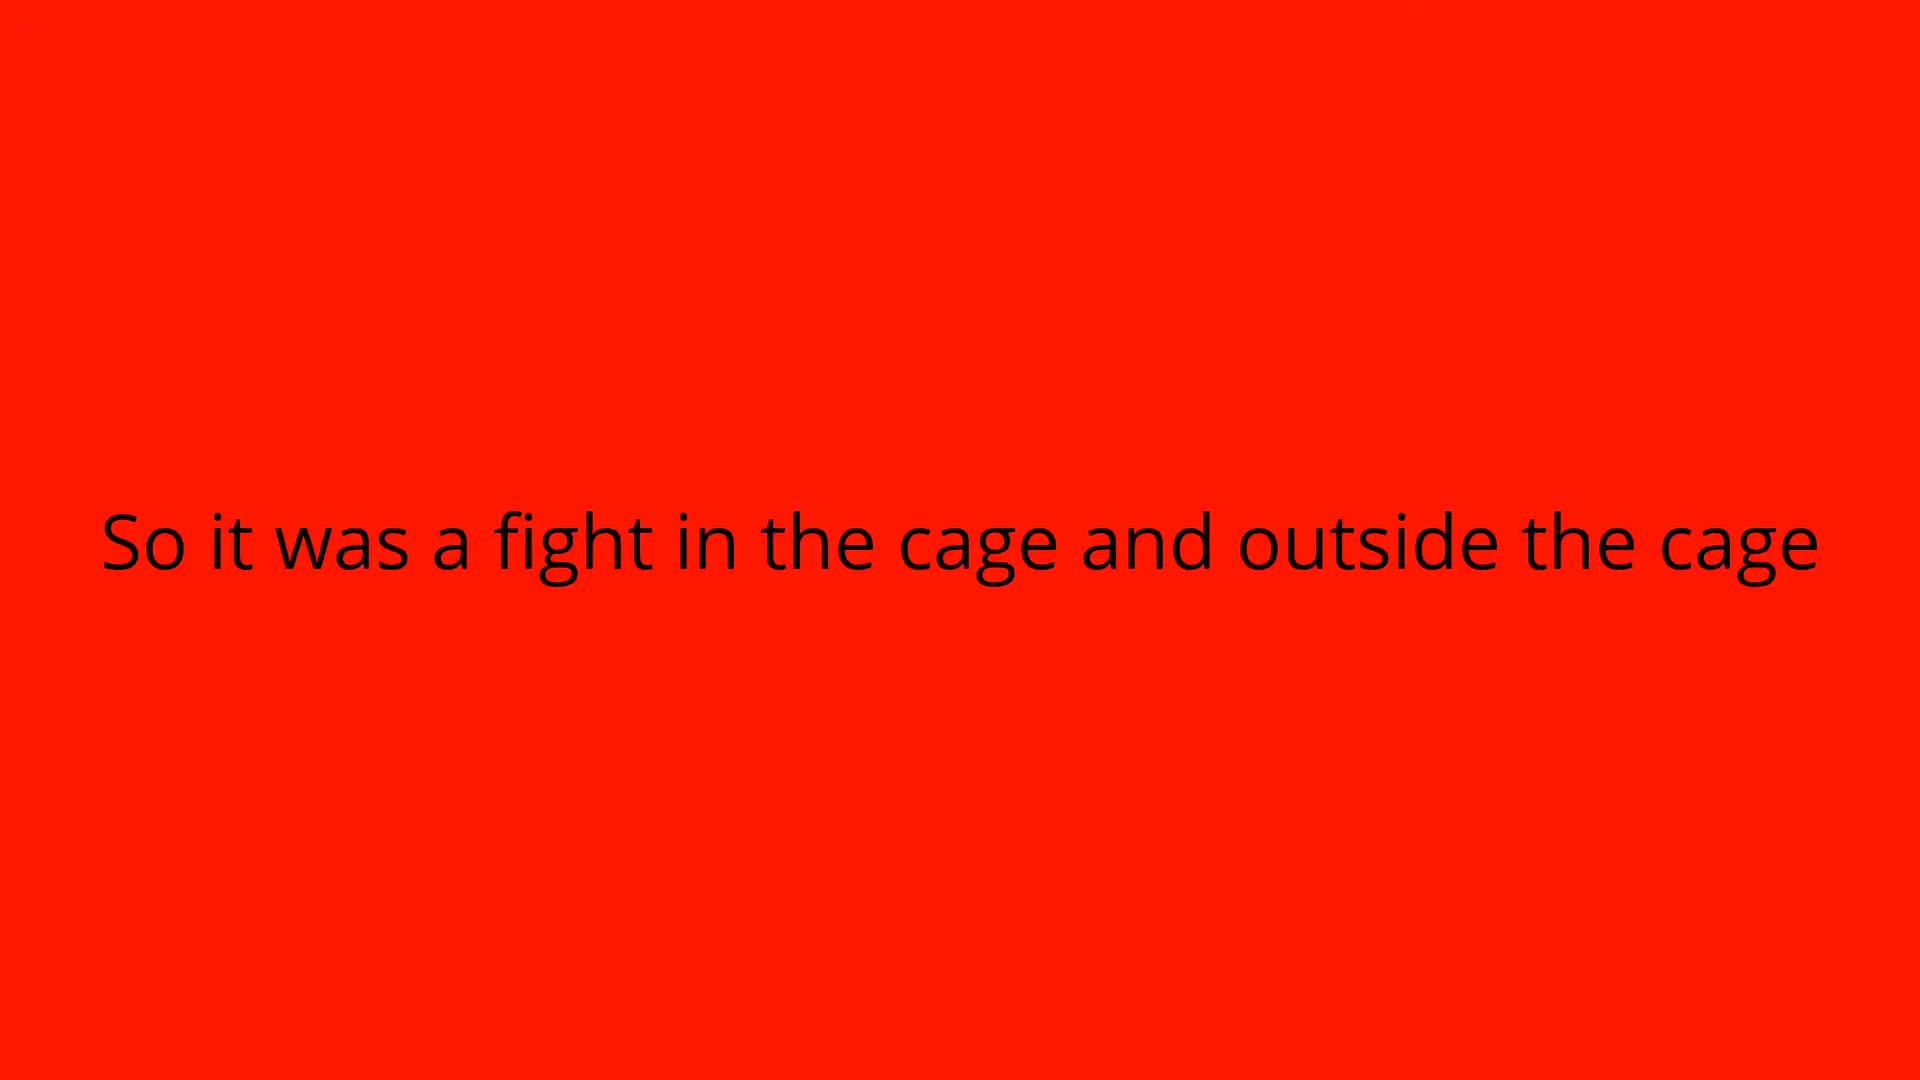 So it was a fight in the cage and outside the cage